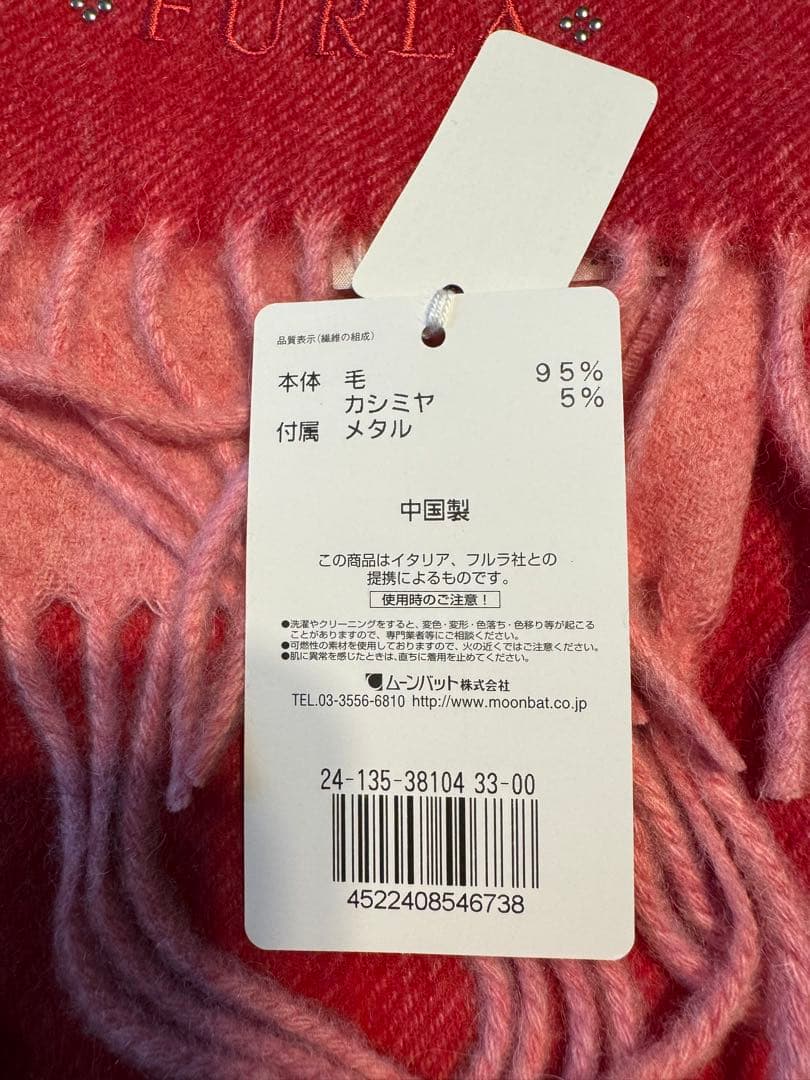 FURLA
品質表示(繊維の組成)
本体 毛 95%
カシミヤ 5%
付属 メタル
中国製
この商品はイタリア、フルラ社との
提携によるものです。
使用時のご注意!
●洗濯やクリーニングをすると、変色・変形・色落ち・色移り等が起こる
ことがありますので、専門業者等にご相談ください。
●可燃性の素材を使用しておりますので、火の近くではご注意ください。
●肌に異常を感じたときは、直ちに着用を止めてください。
ムーンバット株式会社
TEL.03-3556-6810 http://www.moonbat.co.jp
24-135-38104 33-00
4522408546738